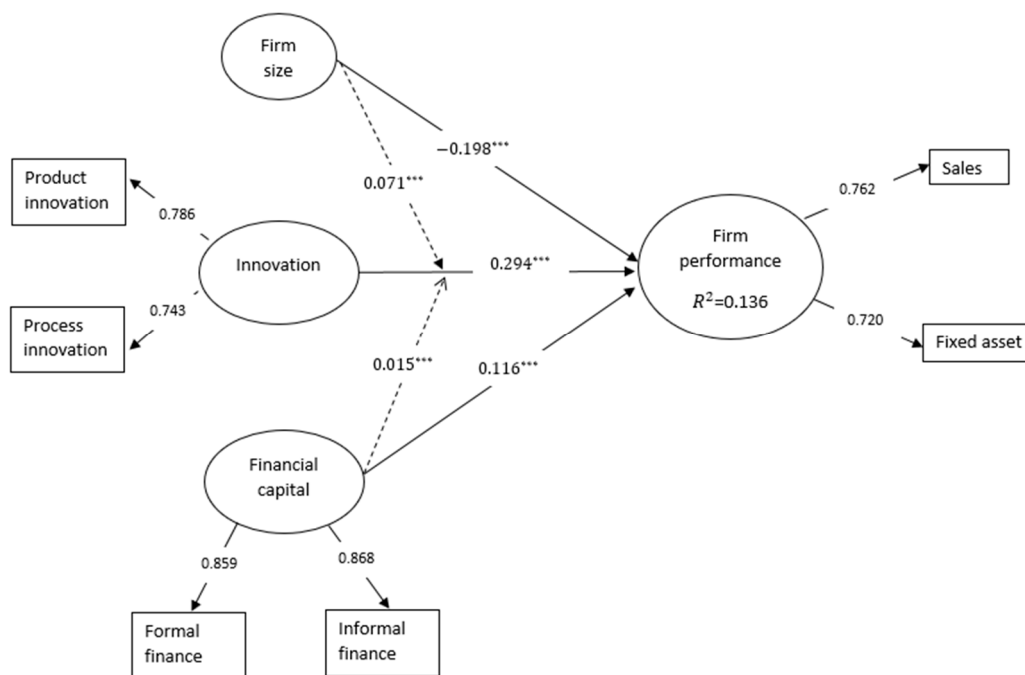 Firm
size
−0.198***
0.071***
Product
innovation
0.786
Sales
0.762
Innovation
0.294***
Firm
performance
R²=0.136
Process
innovation
0.743
0.720
Fixed asset
0.015***
0.116***
Financial
capital
0.859
0.868
Formal
finance
Informal
finance